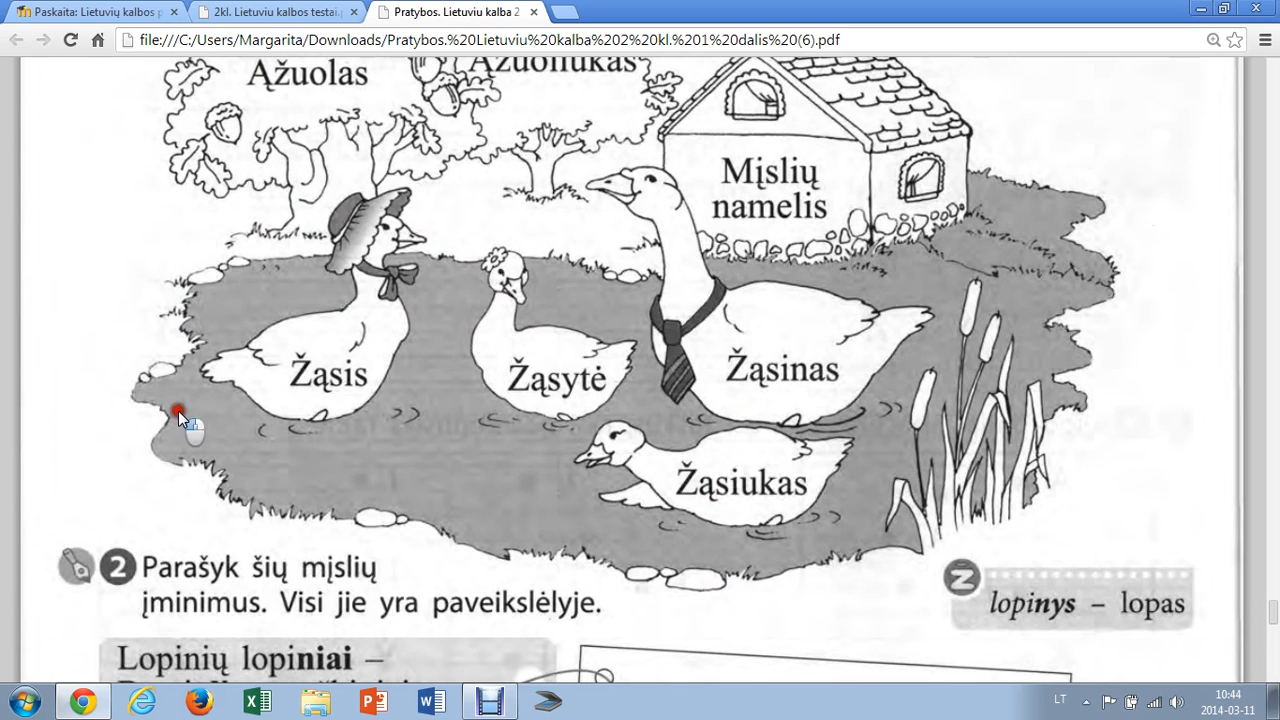 Paskaita: Lietuvių kalbos p
2kl. Lietuviu kalbos testai.
Pratybos. Lietuviu kalba 2
file:///C:/Users/Margarita/Downloads/Pratybos.%20Lietuviu%20kalba%202%20kl.%201%20dalis%20(6).pdf
Ąžuolas
Ąžuoliukas
Mįslių
namelis
Žąsis
Žąsytė
Žąsinas
Žąsiukas
2 Parašyk šių mįslių
įminimus. Visi jie yra paveikslėlyje.
lopinys – lopas
Lopinių lopiniai –
LT
10:44
2014-03-11